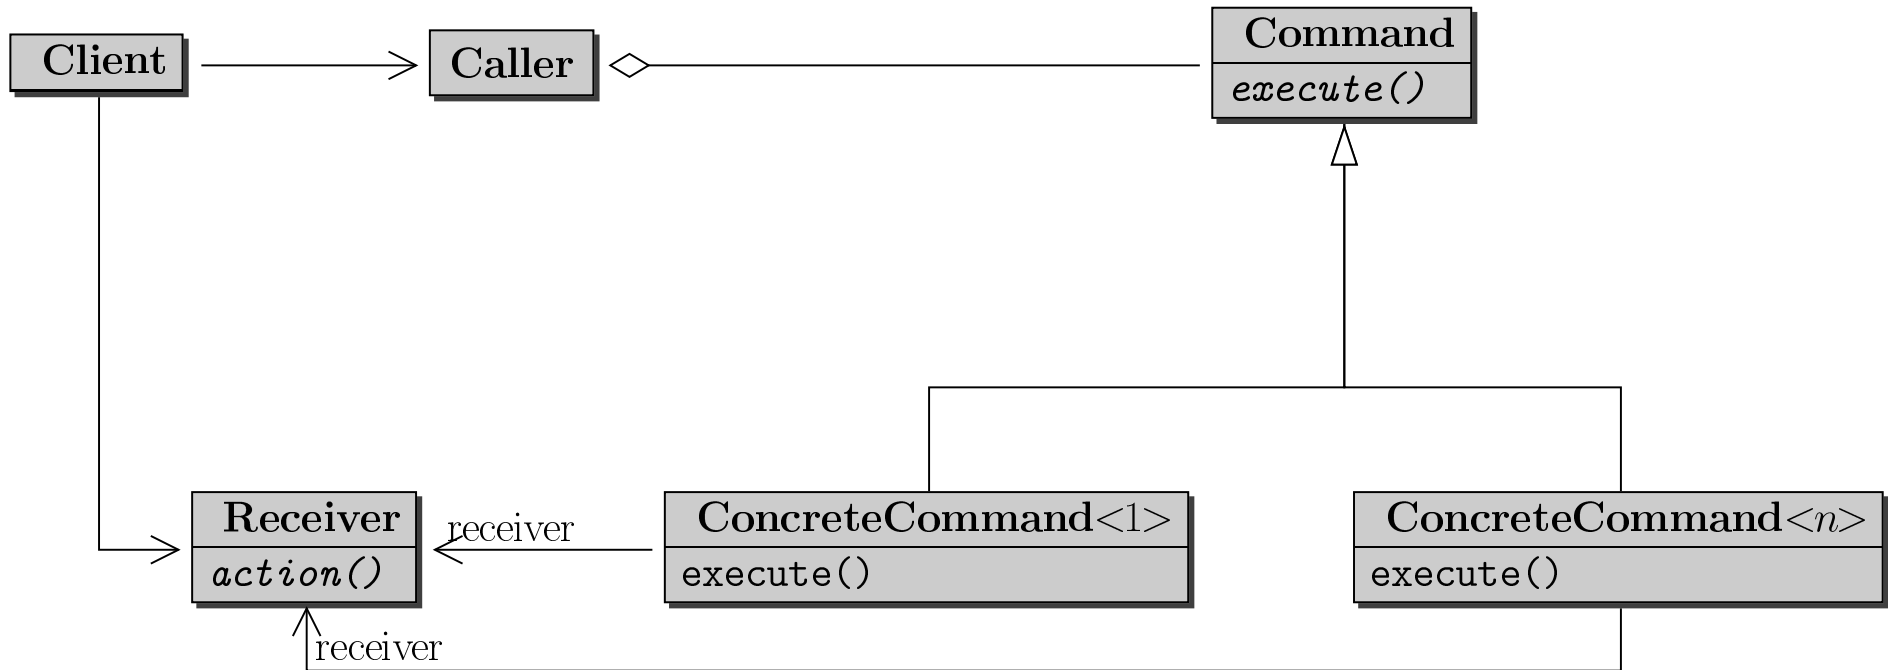 Client
Caller
Command
execute()
Receiver
action()
receiver
ConcreteCommand<1>
execute()
ConcreteCommand<n>
execute()
receiver